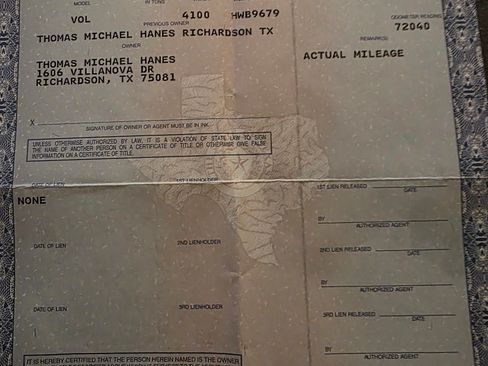 MODEL IN TONS
VOL 4100 HWB9679
PREVIOUS OWNER ODOMETER READING
72040
THOMAS MICHAEL HANES RICHARDSON TX
OWNER REMARK(S)
ACTUAL MILEAGE
THOMAS MICHAEL HANES
1606 VILLANOVA DR
RICHARDSON, TX 75081
X
SIGNATURE OF OWNER OR AGENT MUST BE IN INK
UNLESS OTHERWISE AUTHORIZED BY LAW, IT IS A VIOLATION OF STATE LAW TO SIGN
THE NAME OF ANOTHER PERSON ON A CERTIFICATE OF TITLE OR OTHERWISE GIVE FALSE
INFORMATION ON A CERTIFICATE OF TITLE.
DATE OF LIEN 1ST LIENHOLDER 1ST LIEN RELEASED
DATE
NONE
BY
AUTHORIZED AGENT
DATE OF LIEN 2ND LIENHOLDER 2ND LIEN RELEASED
DATE
BY
AUTHORIZED AGENT
DATE OF LIEN 3RD LIENHOLDER 3RD LIEN RELEASED
DATE
BY
AUTHORIZED AGENT
IT IS HEREBY CERTIFIED THAT THE PERSON HEREIN NAMED IS THE OWNER